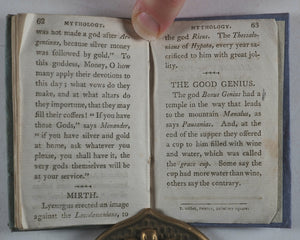 62 MYTHOLOGY.
was not made a god after Ar-
gentines, because silver money
was followed by gold." To
this goddess, Money, O how
many apply their devotions to
this day; what vows do they
make, and at what altars do
they importune, that they may
fill their coffers! "If you have
those Gods," says Menander,
"if you have silver and gold
at home, ask whatever you
please, you shall have it, the
very gods themselves will be
at your service."
MIRTH.
Lycurgus erected an image
against the Lacedemonians, to
MYTHOLOGY. 63
the god Risus. The Thessalo-
nians of Hypata, every year sa-
crificed to him with great jol-
lity.
THE GOOD GENIUS.
The god Bonus Genius had a
temple in the way that leads
to the mountain Mænalus, as
says Pausanias. And, at the
end of the supper they offered
a cup to him filled with wine
and water, which was called
the grace cup. Some say the
cup had more water than wine,
others say the contrary.